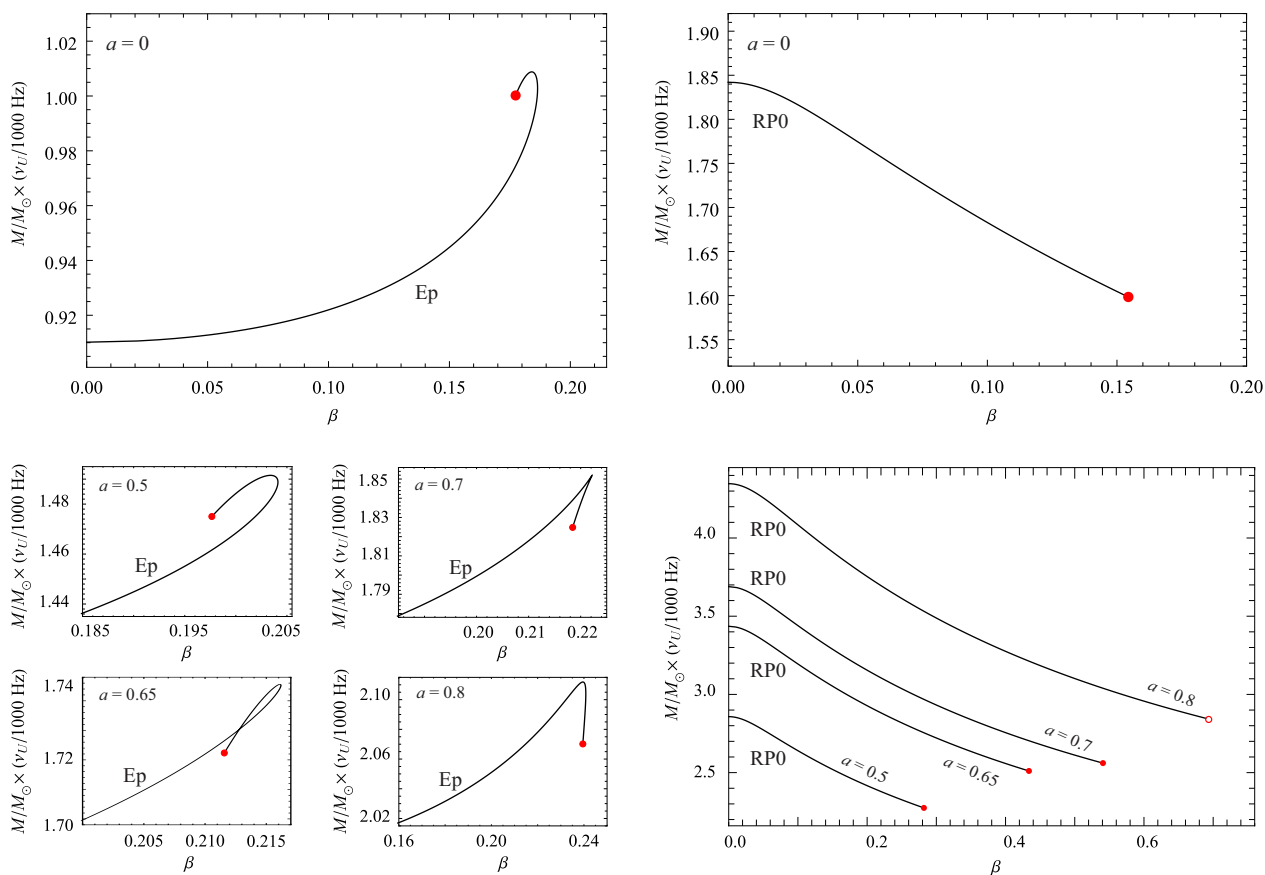 a = 0
1.02
1.00
0.98
0.96
0.94
0.92
M/M⊙× (νU/1000 Hz)
Ep
0.00 0.05 0.10 0.15 0.20
β
a = 0
1.90
1.85
1.80
1.75
1.70
1.65
1.60
1.55
M/M⊙× (νU/1000 Hz)
RP0
0.00 0.05 0.10 0.15 0.20
β
a = 0.5
1.48
1.46
1.44
M/M⊙× (νU/1000 Hz)
Ep
0.185 0.195 0.205
β
a = 0.7
1.85
1.83
1.81
1.79
M/M⊙× (νU/1000 Hz)
Ep
0.20 0.21 0.22
β
a = 0.65
1.74
1.72
1.70
M/M⊙× (νU/1000 Hz)
Ep
0.205 0.210 0.215
β
a = 0.8
2.10
2.06
2.02
M/M⊙× (νU/1000 Hz)
Ep
0.16 0.20 0.24
β
4.0
3.5
3.0
2.5
M/M⊙× (νU/1000 Hz)
RP0
RP0
RP0
RP0
a = 0.8
a = 0.7
a = 0.65
a = 0.5
0.0 0.2 0.4 0.6
β